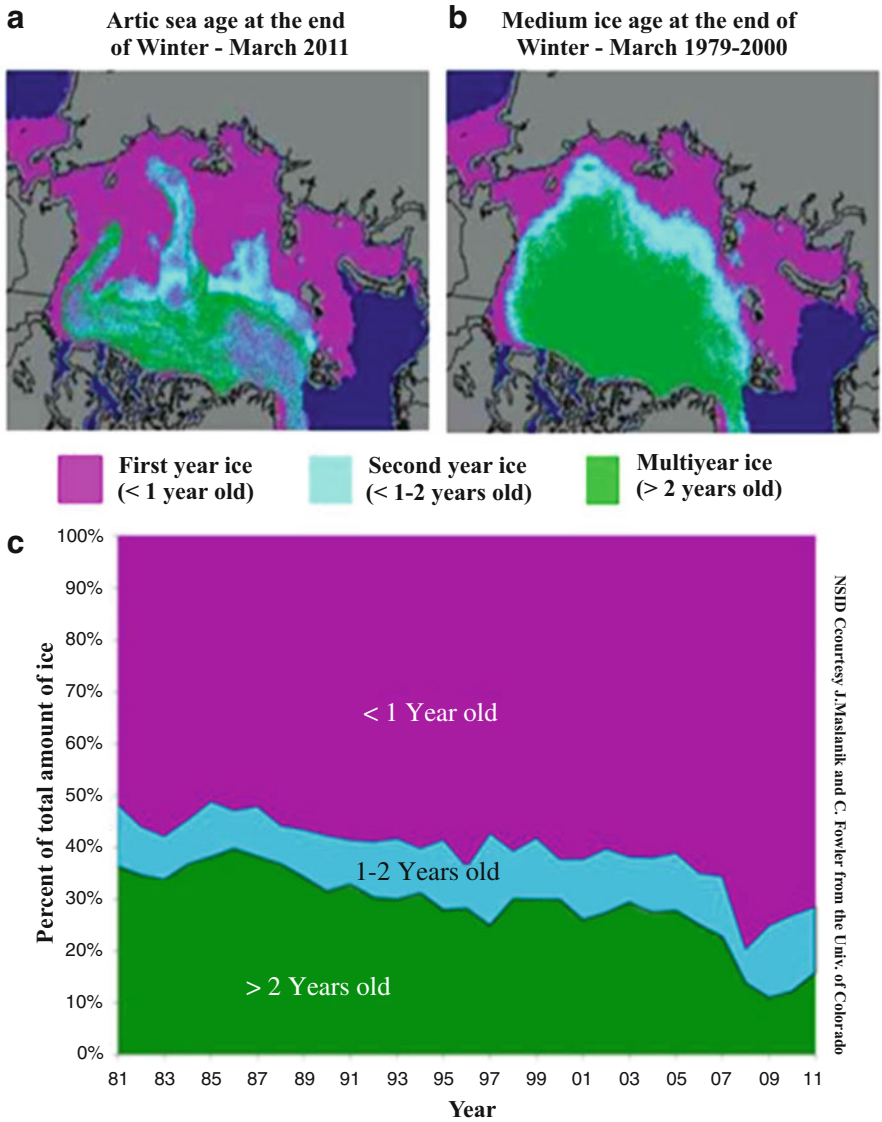 a
Artic sea age at the end
of Winter - March 2011
b
Medium ice age at the end of
Winter - March 1979-2000
First year ice
(< 1 year old)
Second year ice
(< 1-2 years old)
Multiyear ice
(> 2 years old)
c
100%
90%
80%
70%
60%
50%
40%
30%
20%
10%
0%
Percent of total amount of ice
< 1 Year old
1-2 Years old
> 2 Years old
81 83 85 87 89 91 93 95 97 99 01 03 05 07 09 11
Year
NSID Ccourtesy J.Maslanik and C. Fowler from the Univ. of Colorado